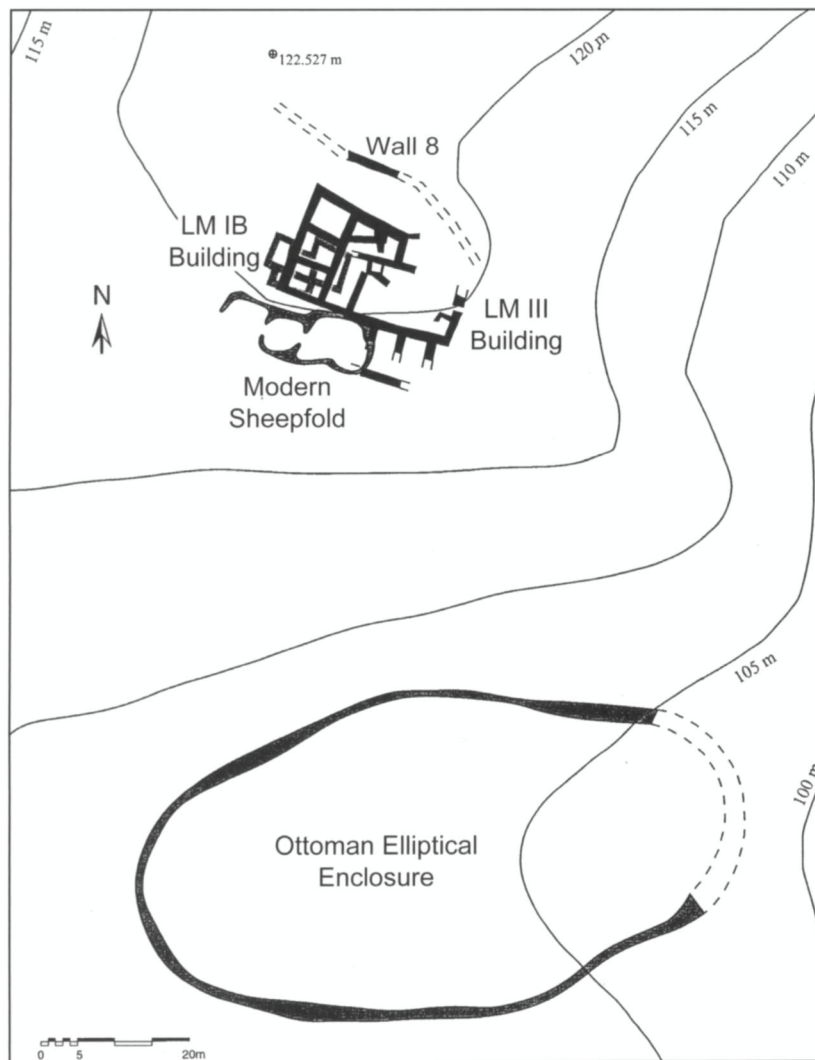 115 m
122.527 m
120 m
115 m
110 m
Wall 8
LM IB
Building
N
LM III
Building
Modern
Sheepfold
105 m
100 m
Ottoman Elliptical
Enclosure
0 5 20m